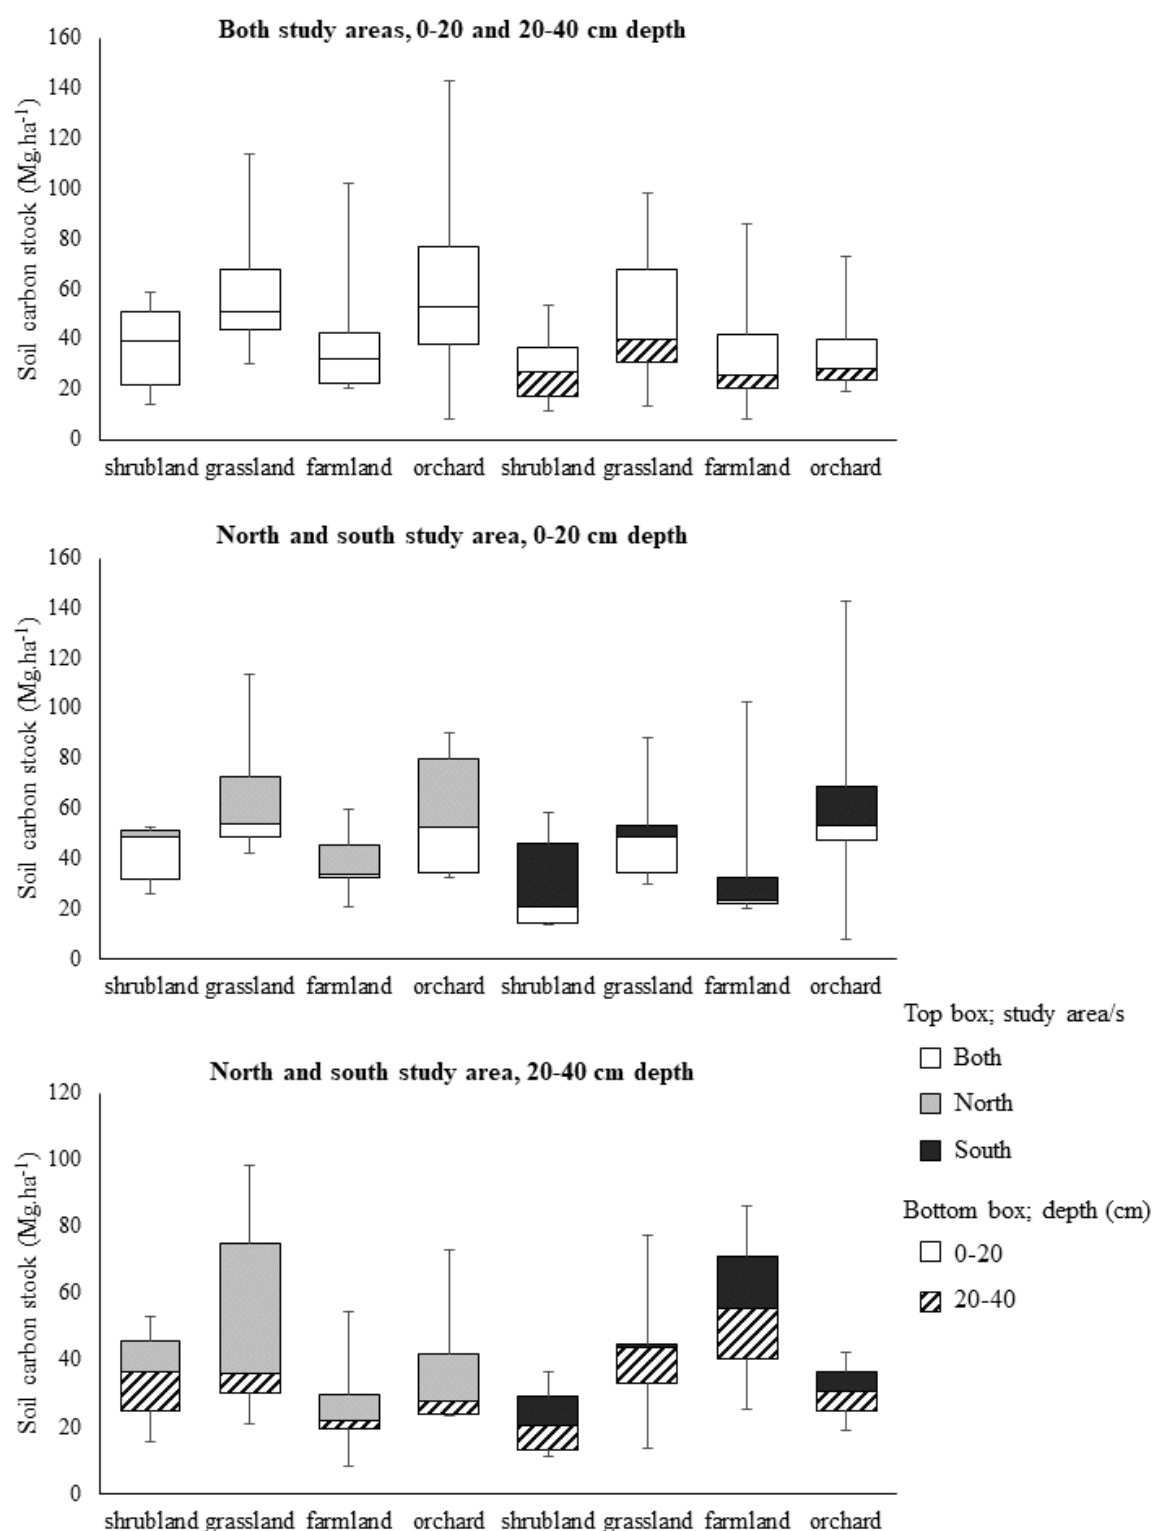 Both study areas, 0-20 and 20-40 cm depth
Soil carbon stock (Mg.ha-1)
160
140
120
100
80
60
40
20
0
shrubland grassland farmland orchard shrubland grassland farmland orchard
North and south study area, 0-20 cm depth
Soil carbon stock (Mg.ha-1)
160
140
120
100
80
60
40
20
0
shrubland grassland farmland orchard shrubland grassland farmland orchard
North and south study area, 20-40 cm depth
Soil carbon stock (Mg.ha-1)
120
100
80
60
40
20
0
shrubland grassland farmland orchard shrubland grassland farmland orchard
Top box; study area/s
Both
North
South
Bottom box; depth (cm)
0-20
20-40